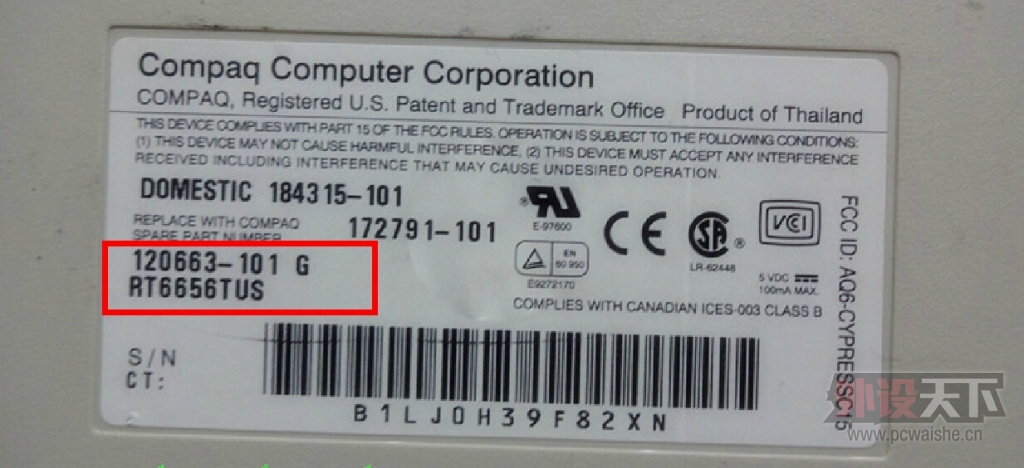 Compaq Computer Corporation
COMPAQ, Registered U.S. Patent and Trademark Office Product of Thailand
THIS DEVICE COMPLIES WITH PART 15 OF THE FCC RULES. OPERATION IS SUBJECT TO THE FOLLOWING CONDITIONS:
(1) THIS DEVICE MAY NOT CAUSE HARMFUL INTERFERENCE, (2) THIS DEVICE MUST ACCEPT ANY INTERFERENCE
RECEIVED INCLUDING INTERFERENCE THAT MAY CAUSE UNDESIRED OPERATION.
DOMESTIC 184315-101
REPLACE WITH COMPAQ
SPARE PART NUMBER
172791-101
120663-101 G
RT6656TUS
E-97600
EN
60 950
E9272170
CE
SA
®
LR-62448
VCCI
5 VDC
100mA MAX.
COMPLIES WITH CANADIAN ICES-003 CLASS B
FCC ID: AQ6-CYPRESSC15
S/N
CT:
B1LJ0H39F82XN
外设天下
www.pcwaishe.cn